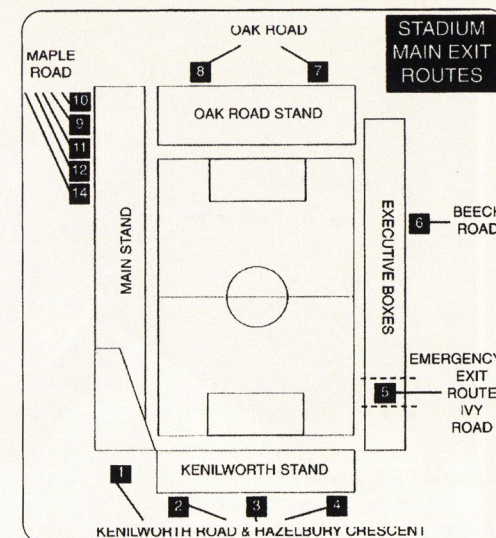 STADIUM
MAIN EXIT
ROUTES
OAK ROAD
MAPLE
ROAD
8
7
10
9
11
12
14
OAK ROAD STAND
MAIN STAND
EXECUTIVE BOXES
6
BEECH
ROAD
EMERGENCY
EXIT
ROUTE
IVY
ROAD
5
KENILWORTH STAND
1
2
3
4
KENILWORTH ROAD & HAZELBURY CRESCENT